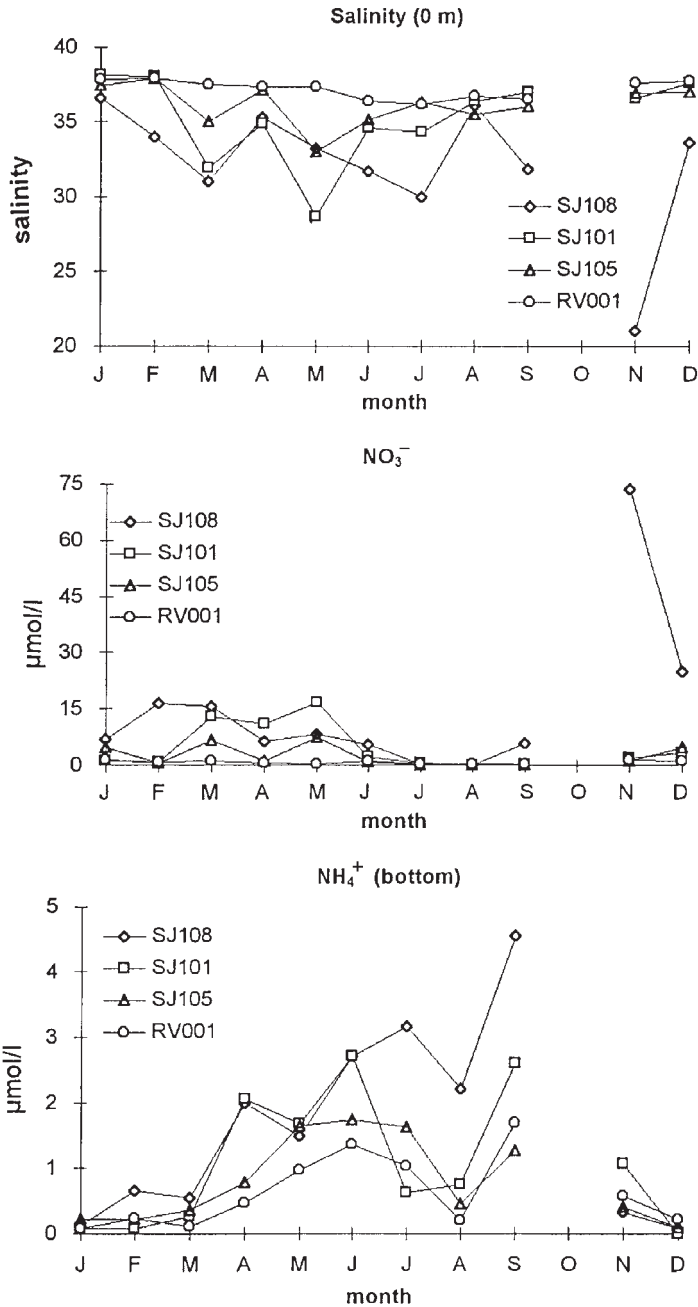 Salinity (0 m)
40
35
30
25
20
salinity
SJ108
SJ101
SJ105
RV001
J F M A M J J A S O N D
month
NO₃⁻
75
60
45
30
15
0
µmol/l
SJ108
SJ101
SJ105
RV001
J F M A M J J A S O N D
month
NH₄⁺ (bottom)
5
4
3
2
1
0
µmol/l
SJ108
SJ101
SJ105
RV001
J F M A M J J A S O N D
month